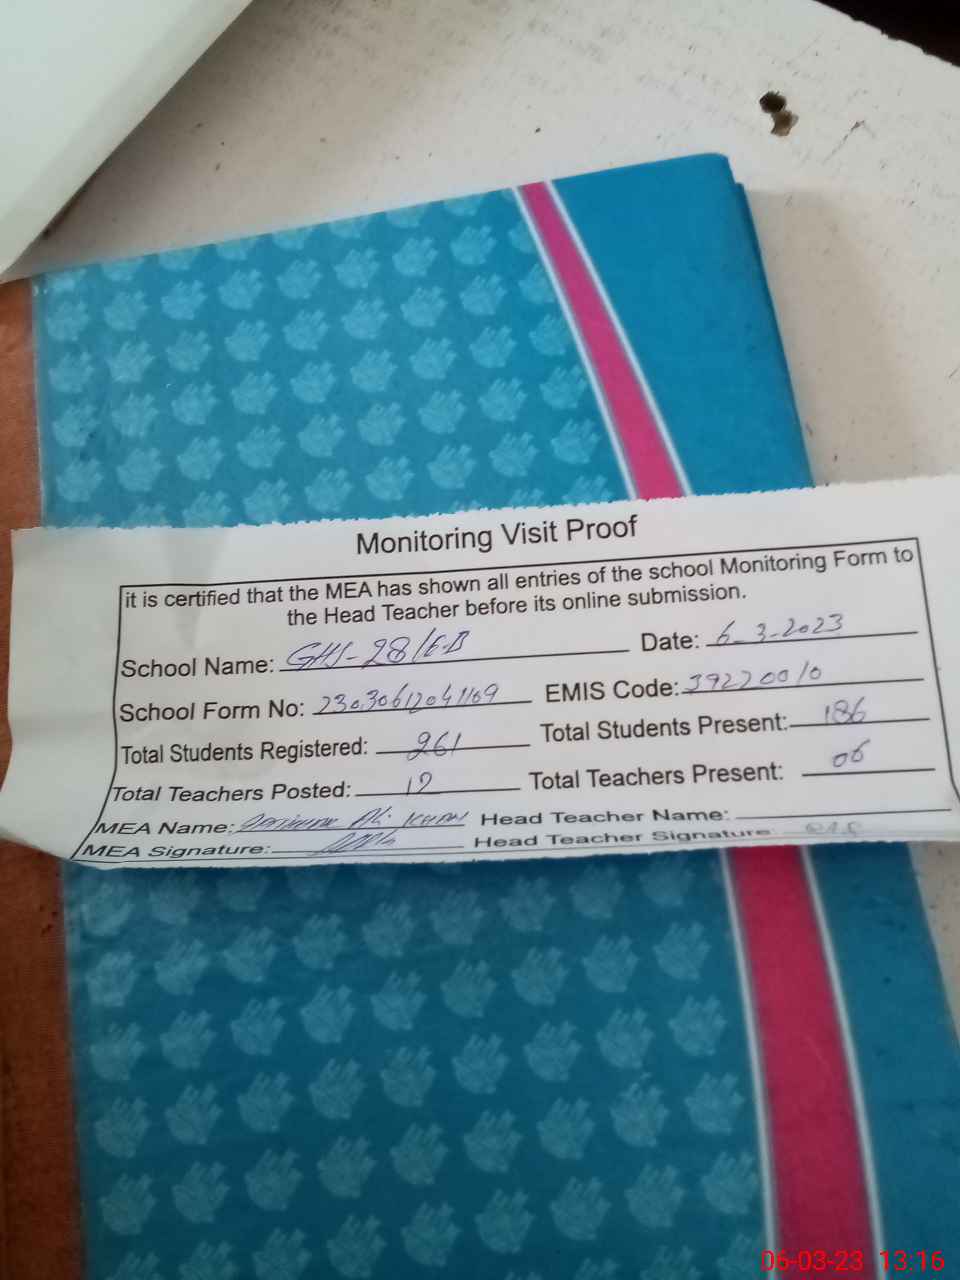 Monitoring Visit Proof
it is certified that the MEA has shown all entries of the school Monitoring Form to
the Head Teacher before its online submission.
School Name: GHS-28/6-B Date: 6-3-2023
School Form No: EMIS Code: 39220010
Total Students Registered: 261 Total Students Present: 186
Total Teachers Posted: 12 Total Teachers Present: 06
MEA Name: Ali Khan Head Teacher Name:
MEA Signature: Head Teacher Signature:
06-03-23 13:16